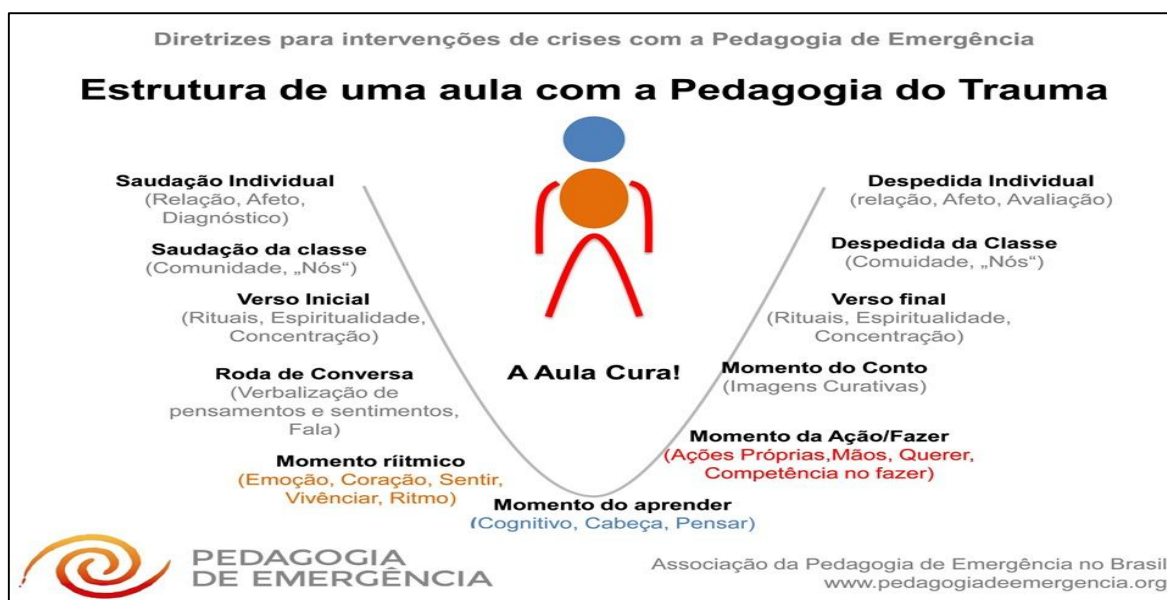 Diretrizes para intervenções de crises com a Pedagogia de Emergência
Estrutura de uma aula com a Pedagogia do Trauma
Saudação Individual
(Relação, Afeto,
Diagnóstico)
Saudação da classe
(Comunidade, „Nós“)
Verso Inicial
(Rituais, Espiritualidade,
Concentração)
Roda de Conversa
(Verbalização de
pensamentos e sentimentos,
Fala)
Momento ríitmico
(Emoção, Coração, Sentir,
Vivênciar, Ritmo)
A Aula Cura!
Momento do aprender
(Cognitivo, Cabeça, Pensar)
Despedida Individual
(relação, Afeto, Avaliação)
Despedida da Classe
(Comuidade, „Nós“)
Verso final
(Rituais, Espiritualidade,
Concentração)
Momento do Conto
(Imagens Curativas)
Momento da Ação/Fazer
(Ações Próprias,Mãos, Querer,
Competência no fazer)
PEDAGOGIA
DE EMERGÊNCIA
Associação da Pedagogia de Emergência no Brasil
www.pedagogiadeemergencia.org